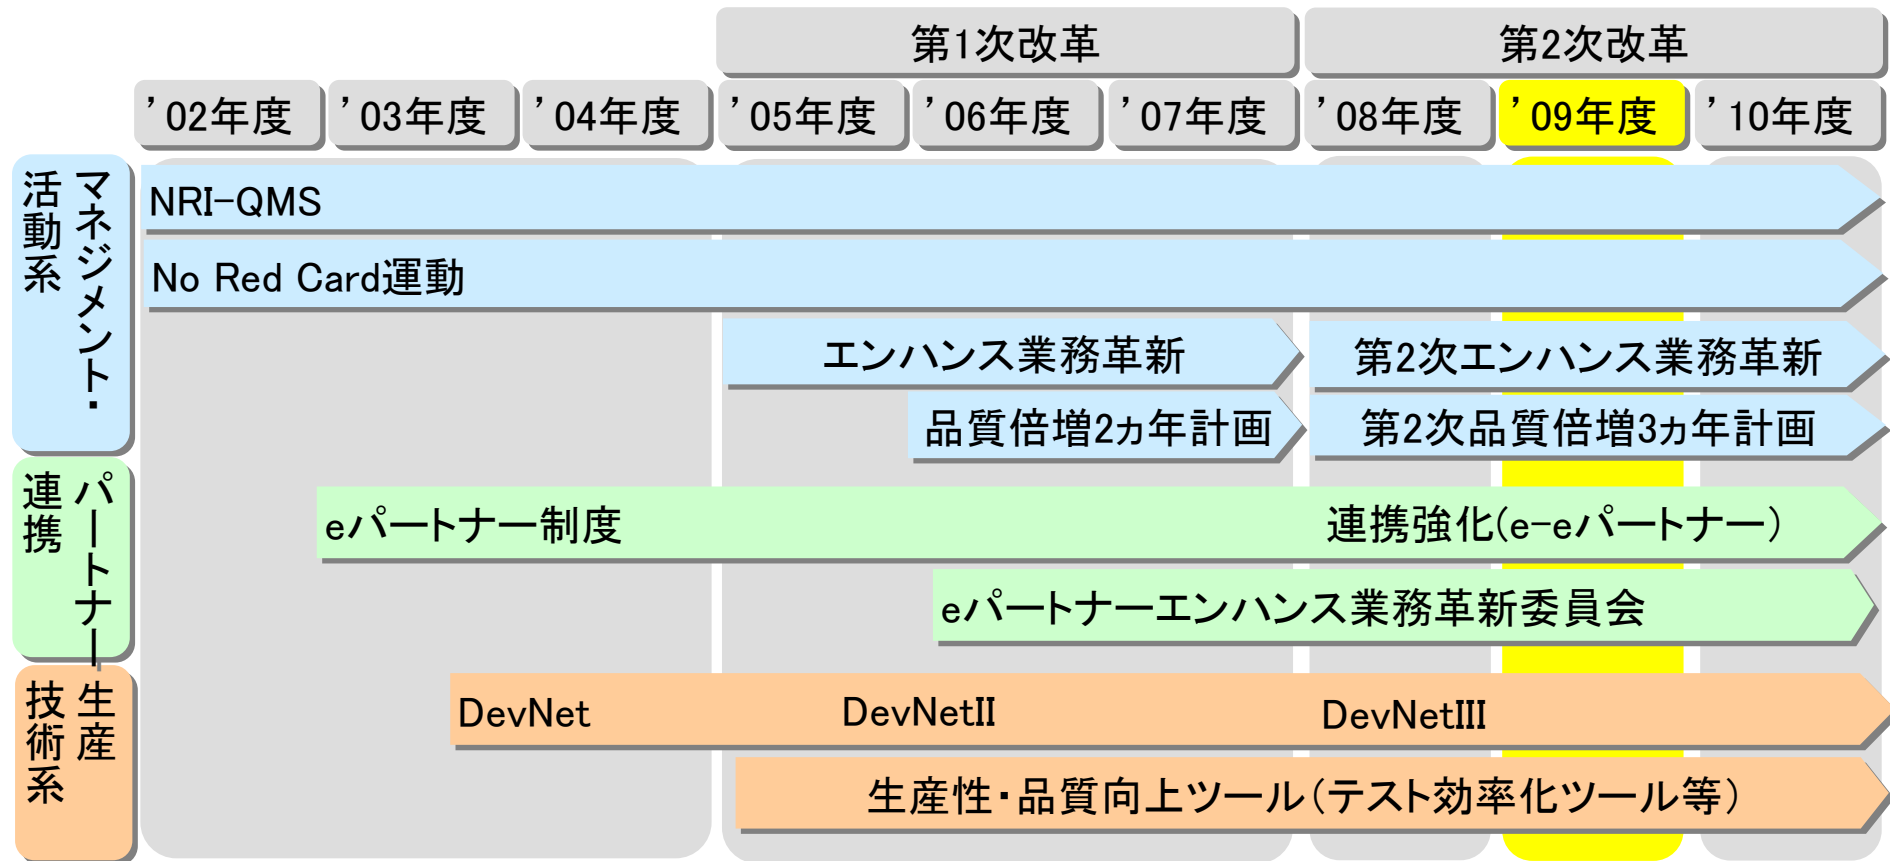 第1次改革
第2次改革
’02年度
’03年度
’04年度
’05年度
’06年度
’07年度
’08年度
’09年度
’10年度
マネジメント・
活動系
NRI-QMS
No Red Card運動
エンハンス業務革新
第2次エンハンス業務革新
品質倍増2ヵ年計画
第2次品質倍増3ヵ年計画
パートナー
連携
eパートナー制度
連携強化(e-eパートナー)
eパートナーエンハンス業務革新委員会
生産
技術系
DevNet
DevNetII
DevNetIII
生産性・品質向上ツール(テスト効率化ツール等)